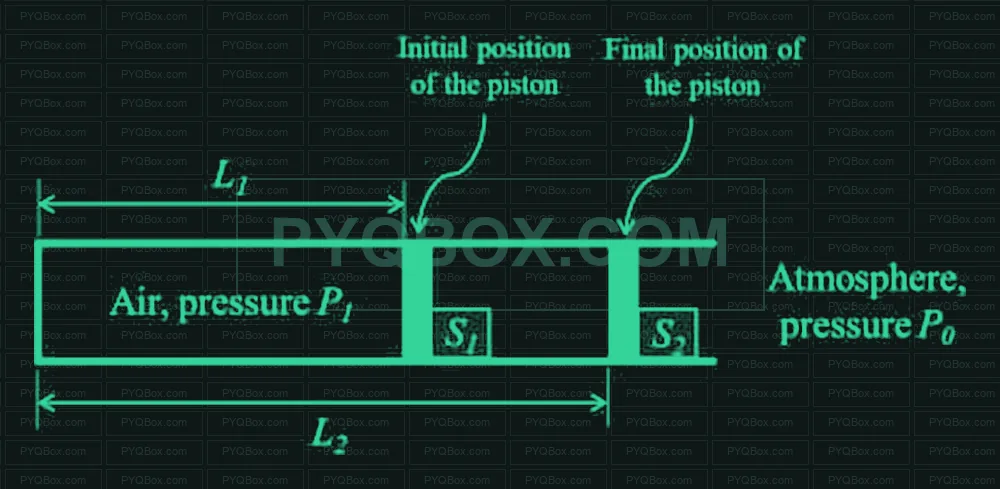 Initial position
of the piston
Final position of
the piston
L1
PYQBOX.COM
Air, pressure P1
S1
S2
Atmosphere,
pressure P0
L2